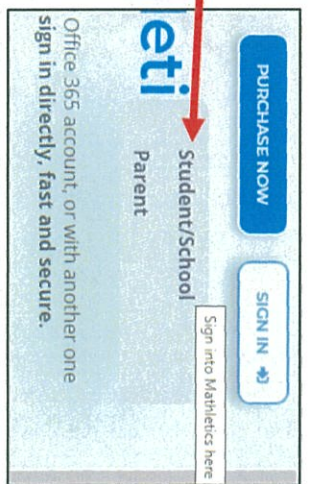 PURCHASE NOW
SIGN IN
Sign into Mathletics here
Student/School
eti
Parent
Office 365 account, or with another one
sign in directly, fast and secure.